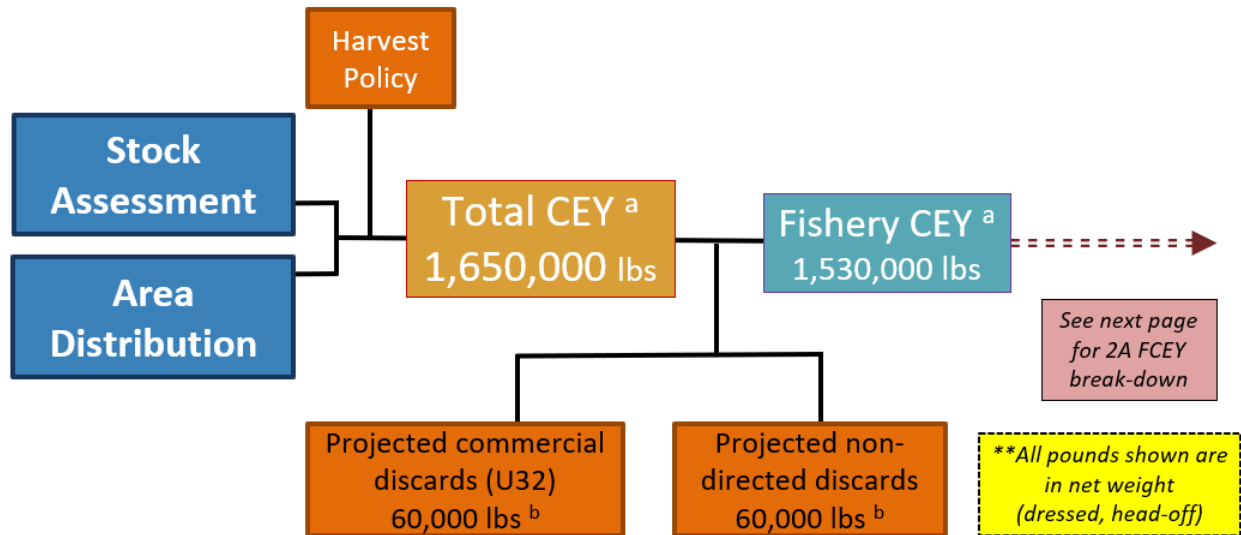 Harvest
Policy
Stock
Assessment
Total CEY ª
1,650,000 lbs
Fishery CEY ª
1,530,000 lbs
Area
Distribution
See next page
for 2A FCEY
break-down
Projected commercial
discards (U32)
60,000 lbs ᵇ
Projected non-
directed discards
60,000 lbs ᵇ
**All pounds shown are
in net weight
(dressed, head-off)